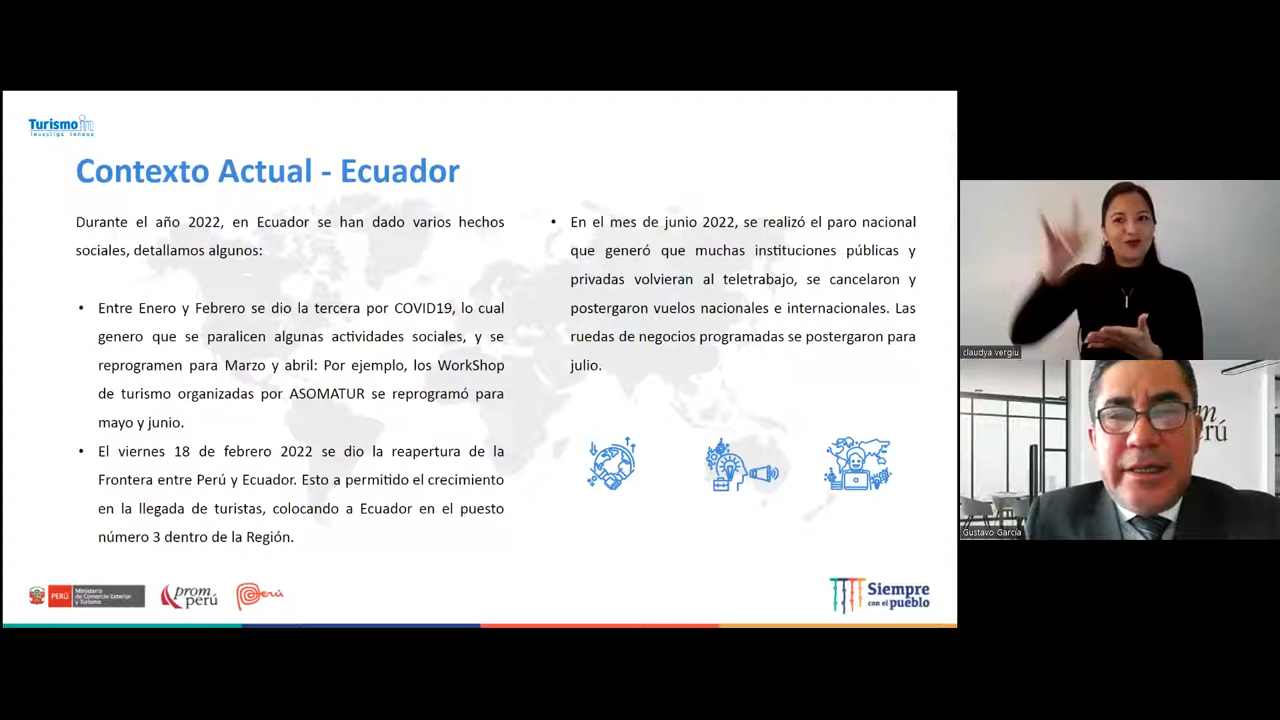 Turismo in
Investiga Innova
Contexto Actual - Ecuador
Durante el año 2022, en Ecuador se han dado varios hechos
sociales, detallamos algunos:
• Entre Enero y Febrero se dio la tercera por COVID19, lo cual
genero que se paralicen algunas actividades sociales, y se
reprogramen para Marzo y abril: Por ejemplo, los WorkShop
de turismo organizadas por ASOMATUR se reprogramó para
mayo y junio.
• El viernes 18 de febrero 2022 se dio la reapertura de la
Frontera entre Perú y Ecuador. Esto a permitido el crecimiento
en la llegada de turistas, colocando a Ecuador en el puesto
número 3 dentro de la Región.
• En el mes de junio 2022, se realizó el paro nacional
que generó que muchas instituciones públicas y
privadas volvieran al teletrabajo, se cancelaron y
postergaron vuelos nacionales e internacionales. Las
ruedas de negocios programadas se postergaron para
julio.
PERÚ
Ministerio
de Comercio Exterior
y Turismo
prom
perú
Perú
Siempre
con el pueblo
claudya vergiu
m
rú
Gustavo García